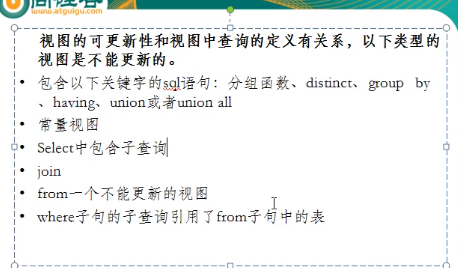 www.atguigu.com
视图的可更新性和视图中查询的定义有关系，以下类型的
视图是不能更新的。
• 包含以下关键字的sql语句：分组函数、distinct、group by
、having、union或者union all
• 常量视图
• Select中包含子查询
• join
• from一个不能更新的视图
• where子句的子查询引用了from子句中的表